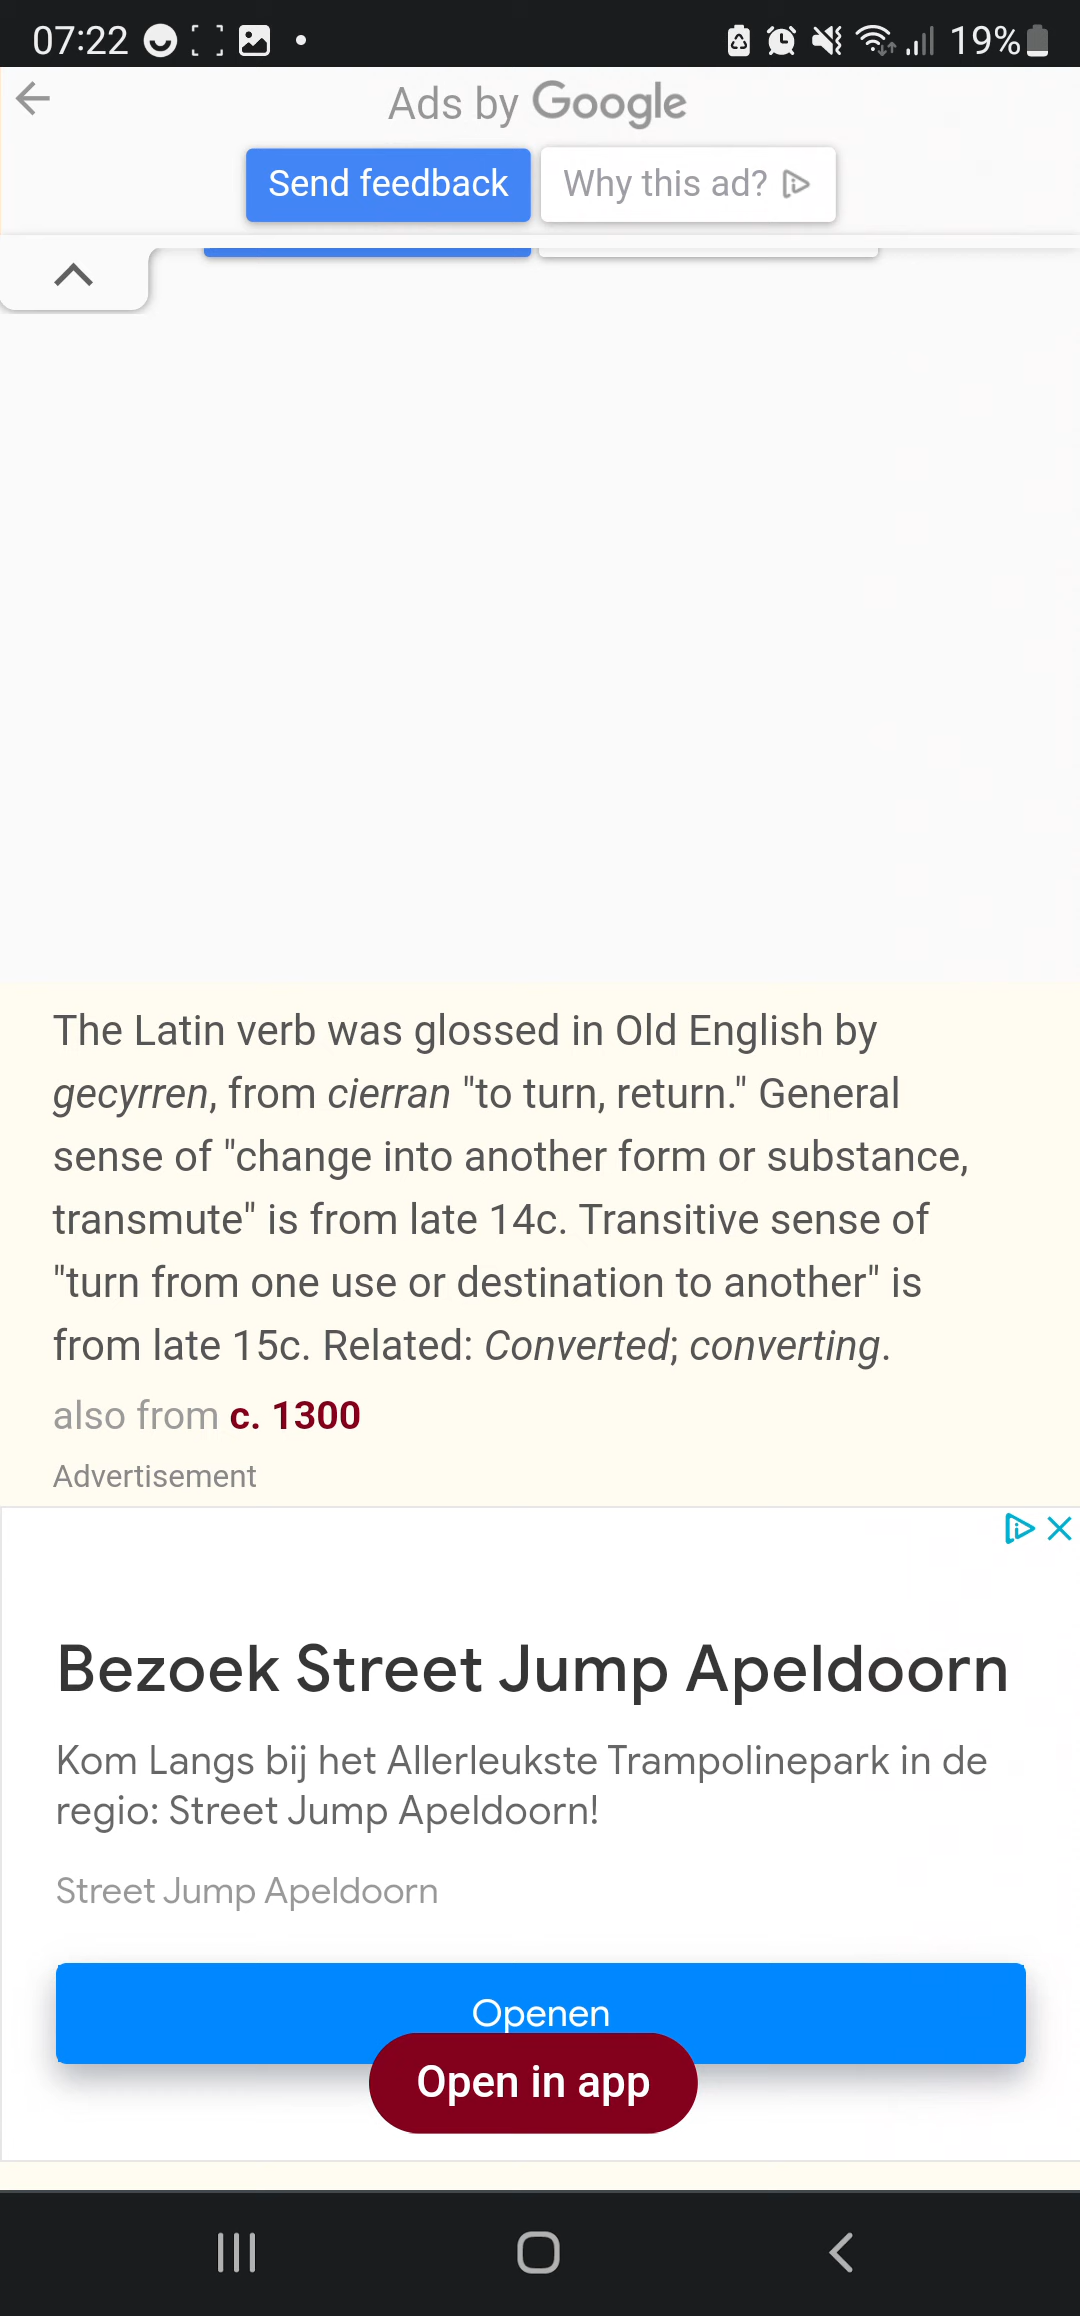 07:22
19%
Ads by Google
Send feedback
Why this ad?
The Latin verb was glossed in Old English by
gecyrren, from cierran "to turn, return." General
sense of "change into another form or substance,
transmute" is from late 14c. Transitive sense of
"turn from one use or destination to another" is
from late 15c. Related: Converted; converting.
also from c. 1300
Advertisement
Bezoek Street Jump Apeldoorn
Kom Langs bij het Allerleukste Trampolinepark in de
regio: Street Jump Apeldoorn!
Street Jump Apeldoorn
Openen
Open in app